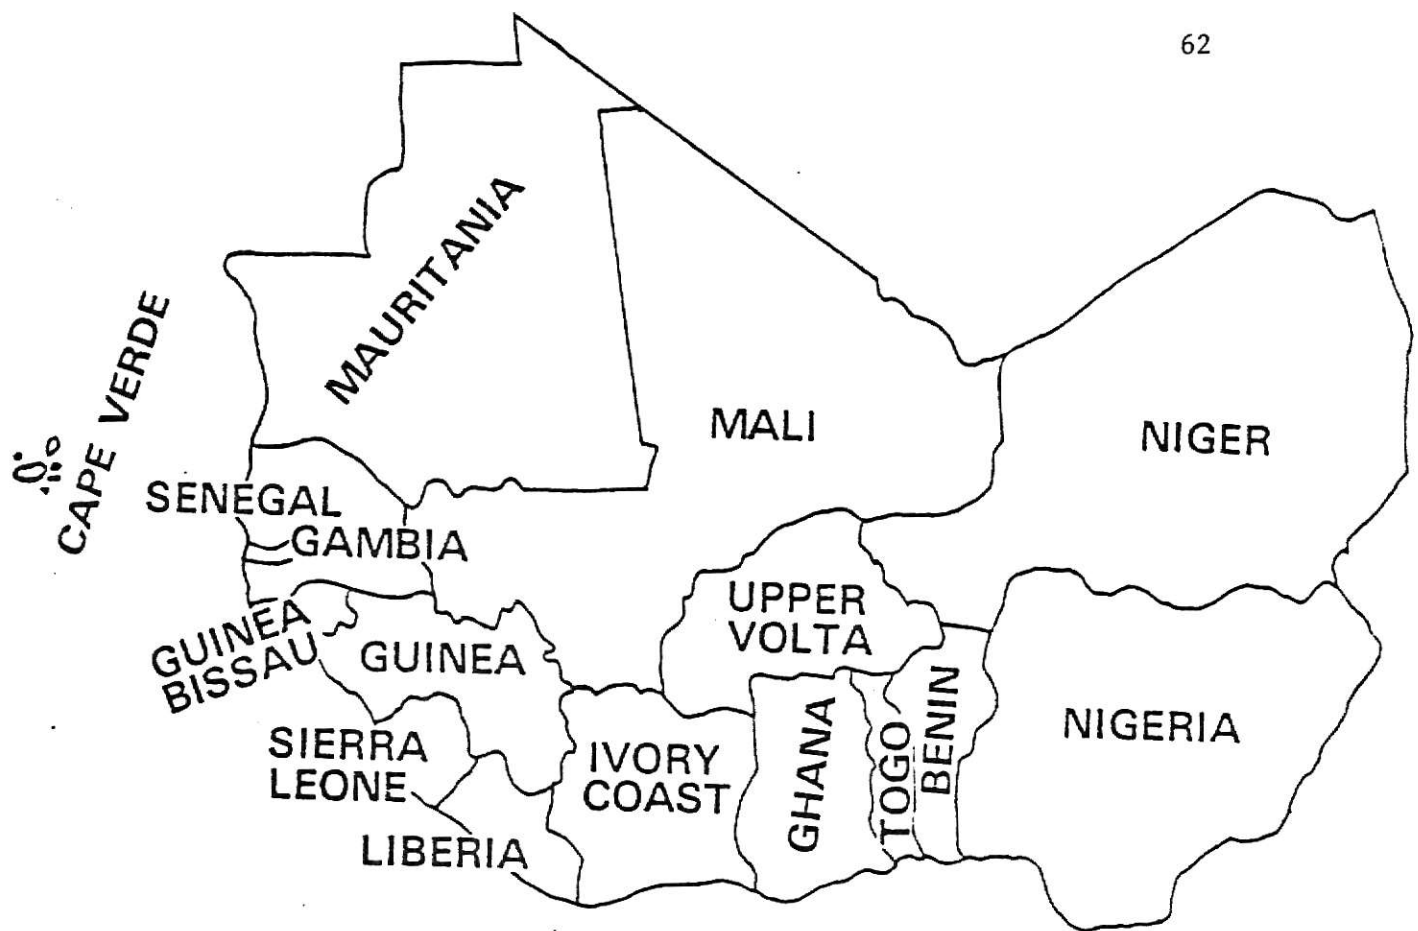 62
MAURITANIA
CAPE VERDE
MALI
NIGER
SENEGAL
GAMBIA
UPPER
VOLTA
GUINEA
BISSAU
GUINEA
SIERRA
LEONE
IVORY
COAST
GHANA
TOGO
BENIN
NIGERIA
LIBERIA